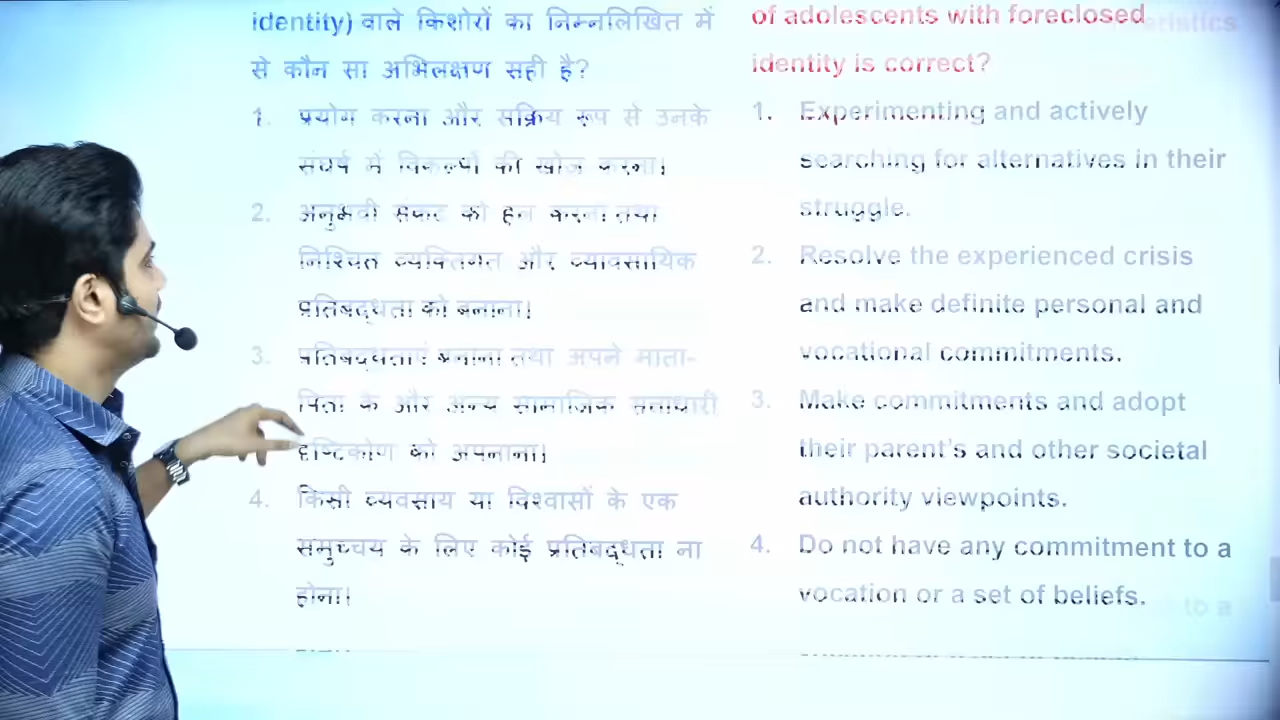 identity) वाले किशोरों का निम्नलिखित में
से कौन सा अभिलक्षण सही है?
1. प्रयोग करना और सक्रिय रूप से उनके
संघर्ष में विकल्पों की खोज करना।
2. अनुभवी संकट को हल करना तथा
निश्चित व्यक्तिगत और व्यावसायिक
प्रतिबद्धता को बनाना।
3. प्रतिबद्धताएं बनाना तथा अपने माता-
पिता के और अन्य सामाजिक सत्ताधारी
दृष्टिकोण को अपनाना।
4. किसी व्यवसाय या विश्वासों के एक
समुच्चय के लिए कोई प्रतिबद्धता ना
होना।
of adolescents with foreclosed
identity is correct?
1. Experimenting and actively
searching for alternatives in their
struggle.
2. Resolve the experienced crisis
and make definite personal and
vocational commitments.
3. Make commitments and adopt
their parent's and other societal
authority viewpoints.
4. Do not have any commitment to a
vocation or a set of beliefs.